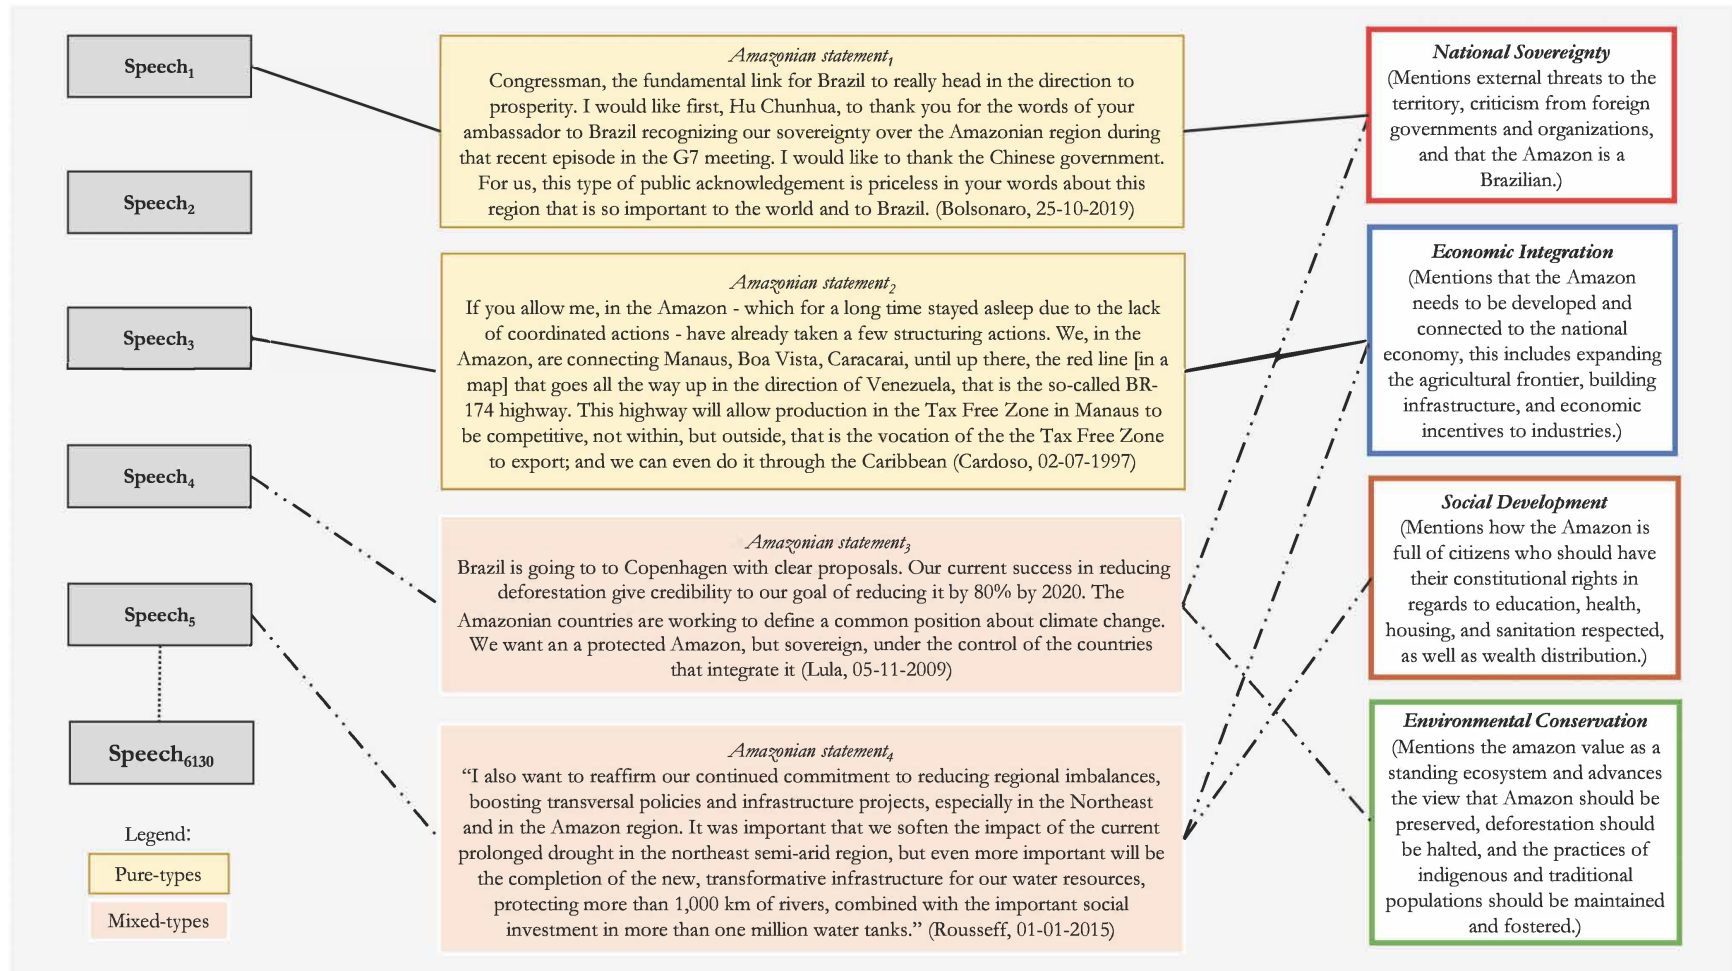 Speech1
Speech2
Speech3
Speech4
Speech5
Speech6130
Legend:
Pure-types
Mixed-types
Amazonian statement1
Congressman, the fundamental link for Brazil to really head in the direction to
prosperity. I would like first, Hu Chunhua, to thank you for the words of your
ambassador to Brazil recognizing our sovereignty over the Amazonian region during
that recent episode in the G7 meeting. I would like to thank the Chinese government.
For us, this type of public acknowledgement is priceless in your words about this
region that is so important to the world and to Brazil. (Bolsonaro, 25-10-2019)
Amazonian statement2
If you allow me, in the Amazon - which for a long time stayed asleep due to the lack
of coordinated actions - have already taken a few structuring actions. We, in the
Amazon, are connecting Manaus, Boa Vista, Caracarai, until up there, the red line [in a
map] that goes all the way up in the direction of Venezuela, that is the so-called BR-
174 highway. This highway will allow production in the Tax Free Zone in Manaus to
be competitive, not within, but outside, that is the vocation of the the Tax Free Zone
to export; and we can even do it through the Caribbean (Cardoso, 02-07-1997)
Amazonian statement3
Brazil is going to to Copenhagen with clear proposals. Our current success in reducing
deforestation give credibility to our goal of reducing it by 80% by 2020. The
Amazonian countries are working to define a common position about climate change.
We want an a protected Amazon, but sovereign, under the control of the countries
that integrate it (Lula, 05-11-2009)
Amazonian statement4
“I also want to reaffirm our continued commitment to reducing regional imbalances,
boosting transversal policies and infrastructure projects, especially in the Northeast
and in the Amazon region. It was important that we soften the impact of the current
prolonged drought in the northeast semi-arid region, but even more important will be
the completion of the new, transformative infrastructure for our water resources,
protecting more than 1,000 km of rivers, combined with the important social
investment in more than one million water tanks.” (Rousseff, 01-01-2015)
National Sovereignty
(Mentions external threats to the
territory, criticism from foreign
governments and organizations,
and that the Amazon is a
Brazilian.)
Economic Integration
(Mentions that the Amazon
needs to be developed and
connected to the national
economy, this includes expanding
the agricultural frontier, building
infrastructure, and economic
incentives to industries.)
Social Development
(Mentions how the Amazon is
full of citizens who should have
their constitutional rights in
regards to education, health,
housing, and sanitation respected,
as well as wealth distribution.)
Environmental Conservation
(Mentions the amazon value as a
standing ecosystem and advances
the view that Amazon should be
preserved, deforestation should
be halted, and the practices of
indigenous and traditional
populations should be maintained
and fostered.)